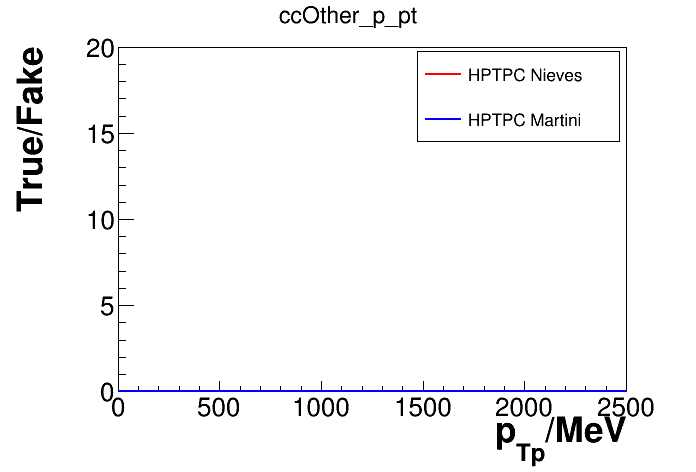 ccOther_p_pt
True/Fake
20
15
10
5
0
HPTPC Nieves
HPTPC Martini
0 500 1000 1500 2000 2500
pTp/MeV